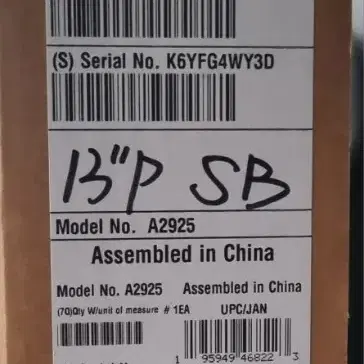 (S) Serial No. K6YFG4WY3D
13"P SB
Model No. A2925
Assembled in China
Model No. A2925 Assembled in China
(70)Qty W/unit of measure # 1EA UPC/JAN
1 95949 46822 3